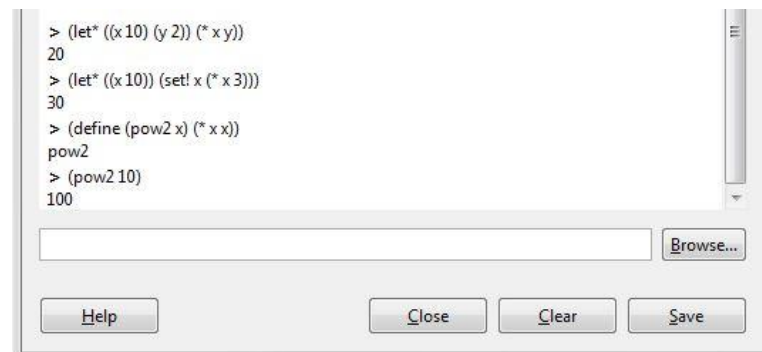 > (let* ((x 10) (y 2)) (* x y))
20
> (let* ((x 10)) (set! x (* x 3)))
30
> (define (pow2 x) (* x x))
pow2
> (pow2 10)
100
Browse...
Help Close Clear Save